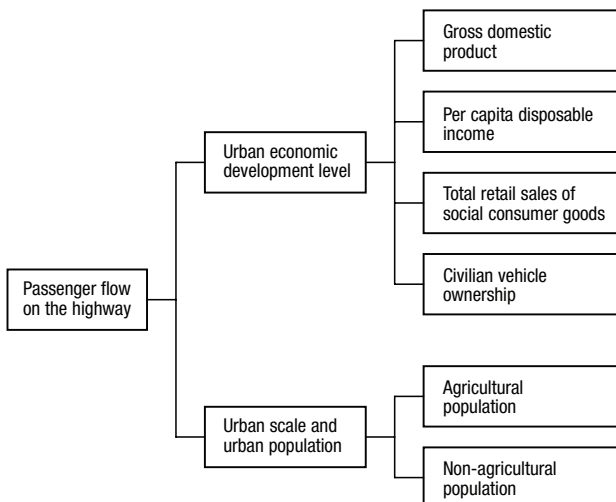 Gross domestic
product
Per capita disposable
income
Urban economic
development level
Total retail sales of
social consumer goods
Civilian vehicle
ownership
Passenger flow
on the highway
Agricultural
population
Urban scale and
urban population
Non-agricultural
population